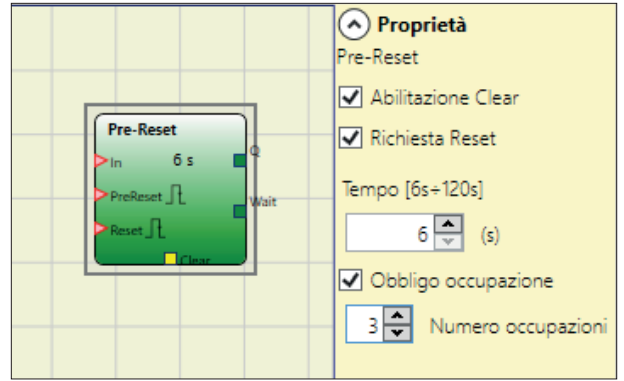 Pre-Reset
In 6 s Q
PreReset
Wait
Reset
Clear
Proprietà
Pre-Reset
Abilitazione Clear
Richiesta Reset
Tempo [6s÷120s]
6 (s)
Obbligo occupazione
3 Numero occupazioni